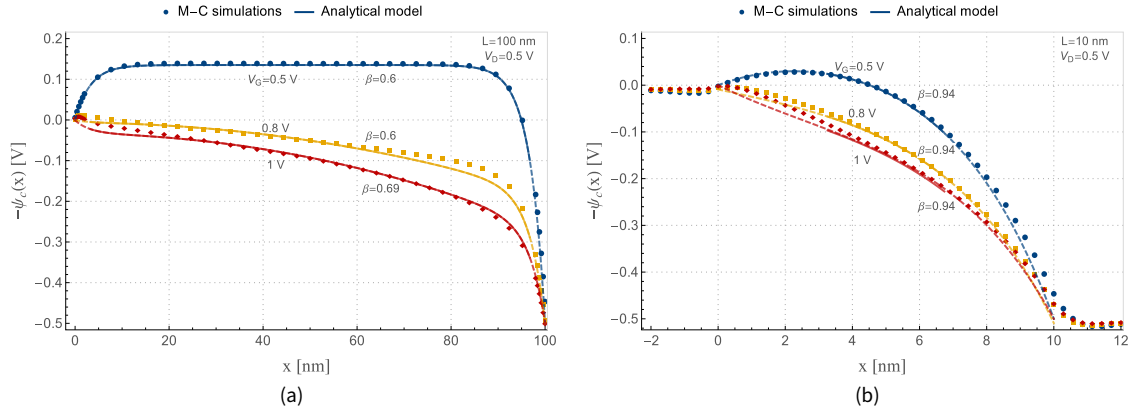 M−C simulations Analytical model
L=100 nm
V_D=0.5 V
0.2
0.1
0.0
−0.1
−0.2
−0.3
−0.4
−0.5
−ψ_c(x) [V]
V_G=0.5 V
β=0.6
0.8 V
β=0.6
1 V
β=0.69
0 20 40 60 80 100
x [nm]
(a)
M−C simulations Analytical model
L=10 nm
V_D=0.5 V
0.1
0.0
−0.1
−0.2
−0.3
−0.4
−0.5
−ψ_c(x) [V]
V_G=0.5 V
β=0.94
0.8 V
β=0.94
1 V
β=0.94
−2 0 2 4 6 8 10 12
x [nm]
(b)